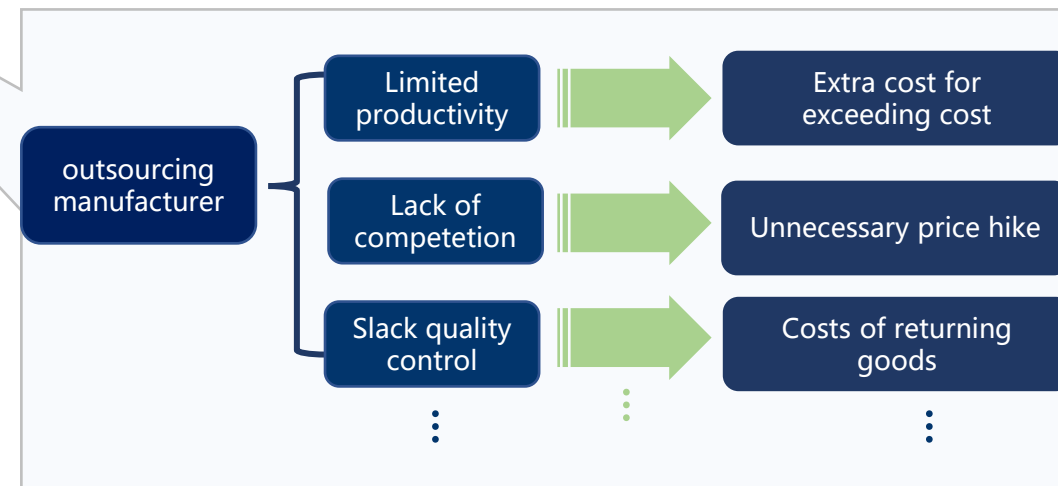 outsourcing
manufacturer
Limited
productivity
Extra cost for
exceeding cost
Lack of
competetion
Unnecessary price hike
Slack quality
control
Costs of returning
goods